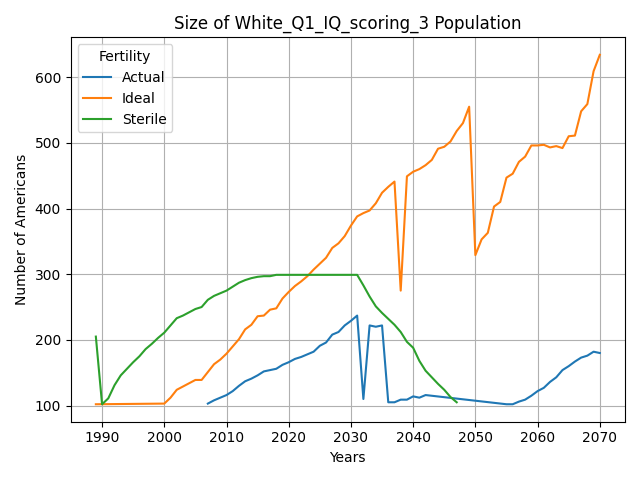 Size of White_Q1_IQ_scoring_3 Population
Fertility
Actual
Ideal
Sterile
Number of Americans
600
500
400
300
200
100
1990 2000 2010 2020 2030 2040 2050 2060 2070
Years